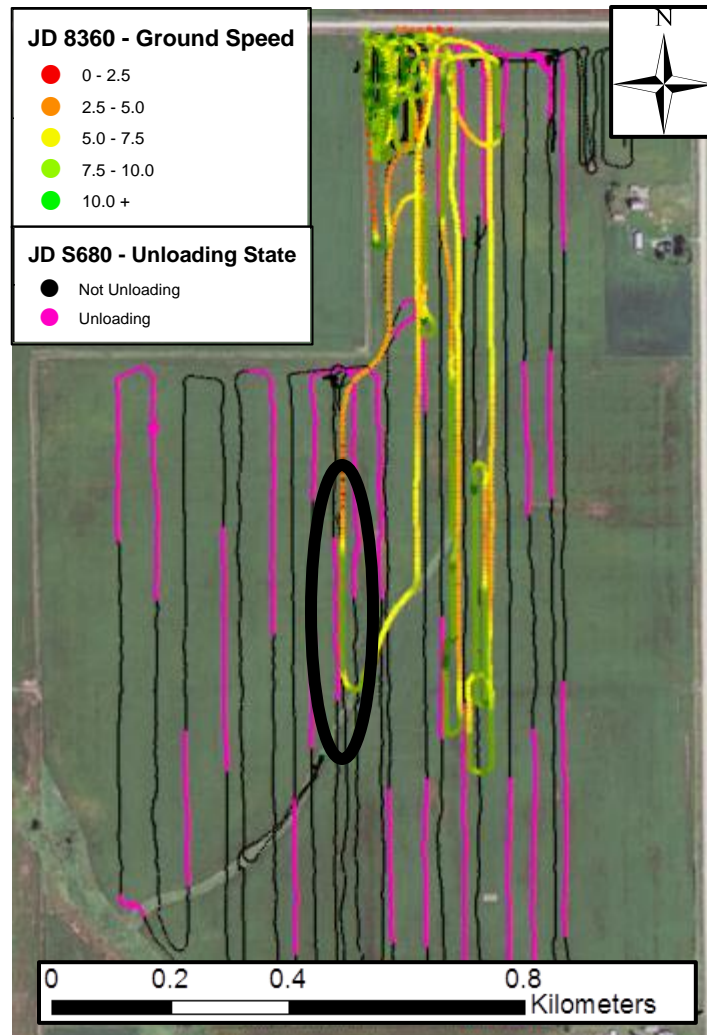 JD 8360 - Ground Speed
0 - 2.5
2.5 - 5.0
5.0 - 7.5
7.5 - 10.0
10.0 +
JD S680 - Unloading State
Not Unloading
Unloading
N
0 0.2 0.4 0.8
Kilometers